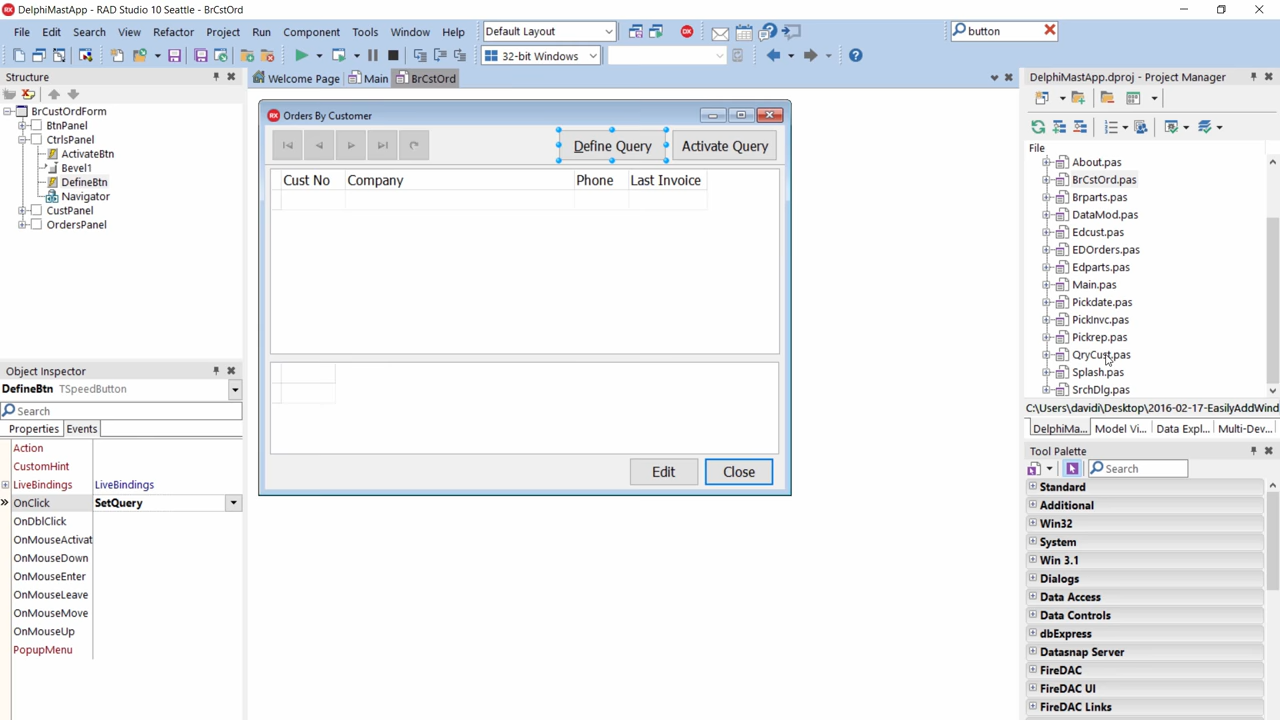 DelphiMastApp - RAD Studio 10 Seattle - BrCstOrd
File Edit Search View Refactor Project Run Component Tools Window Help
Default Layout
button
32-bit Windows
Structure
BrCustOrdForm
BtnPanel
CtrlsPanel
ActivateBtn
Bevel1
DefineBtn
Navigator
CustPanel
OrdersPanel
Object Inspector
DefineBtn TSpeedButton
Search
Properties Events
Action
CustomHint
LiveBindings LiveBindings
OnClick SetQuery
OnDblClick
OnMouseActivat
OnMouseDown
OnMouseEnter
OnMouseLeave
OnMouseMove
OnMouseUp
PopupMenu
Welcome Page Main BrCstOrd
Orders By Customer
Define Query Activate Query
Cust No Company Phone Last Invoice
Edit Close
DelphiMastApp.dproj - Project Manager
File
About.pas
BrCstOrd.pas
Brparts.pas
DataMod.pas
Edcust.pas
EDOrders.pas
Edparts.pas
Main.pas
Pickdate.pas
PickInvc.pas
Pickrep.pas
QryCust.pas
Splash.pas
SrchDlg.pas
C:\Users\davidi\Desktop\2016-02-17-EasilyAddWind
DelphiMa... Model Vi... Data Expl... Multi-Dev...
Tool Palette
Search
Standard
Additional
Win32
System
Win 3.1
Dialogs
Data Access
Data Controls
dbExpress
Datasnap Server
FireDAC
FireDAC UI
FireDAC Links